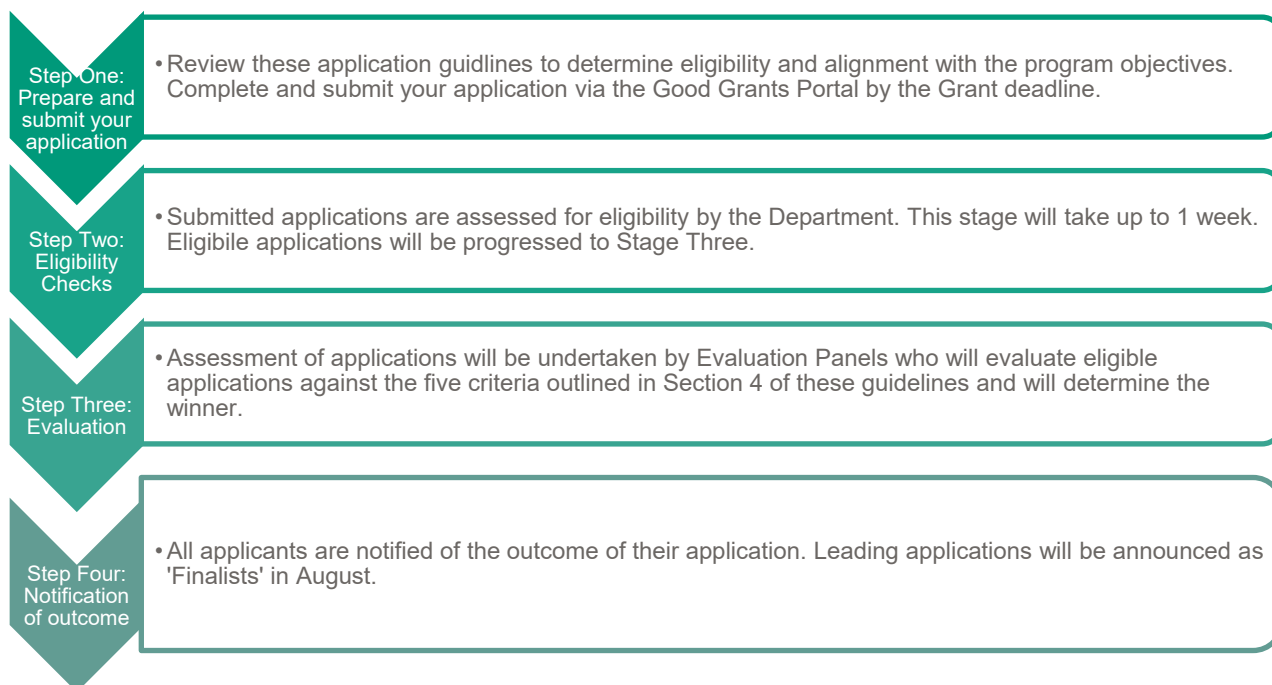 Step One:
Prepare and
submit your
application
• Review these application guidlines to determine eligibility and alignment with the program objectives.
Complete and submit your application via the Good Grants Portal by the Grant deadline.
Step Two:
Eligibility
Checks
• Submitted applications are assessed for eligibility by the Department. This stage will take up to 1 week.
Eligibile applications will be progressed to Stage Three.
Step Three:
Evaluation
• Assessment of applications will be undertaken by Evaluation Panels who will evaluate eligible
applications against the five criteria outlined in Section 4 of these guidelines and will determine the
winner.
Step Four:
Notification
of outcome
• All applicants are notified of the outcome of their application. Leading applications will be announced as
'Finalists' in August.